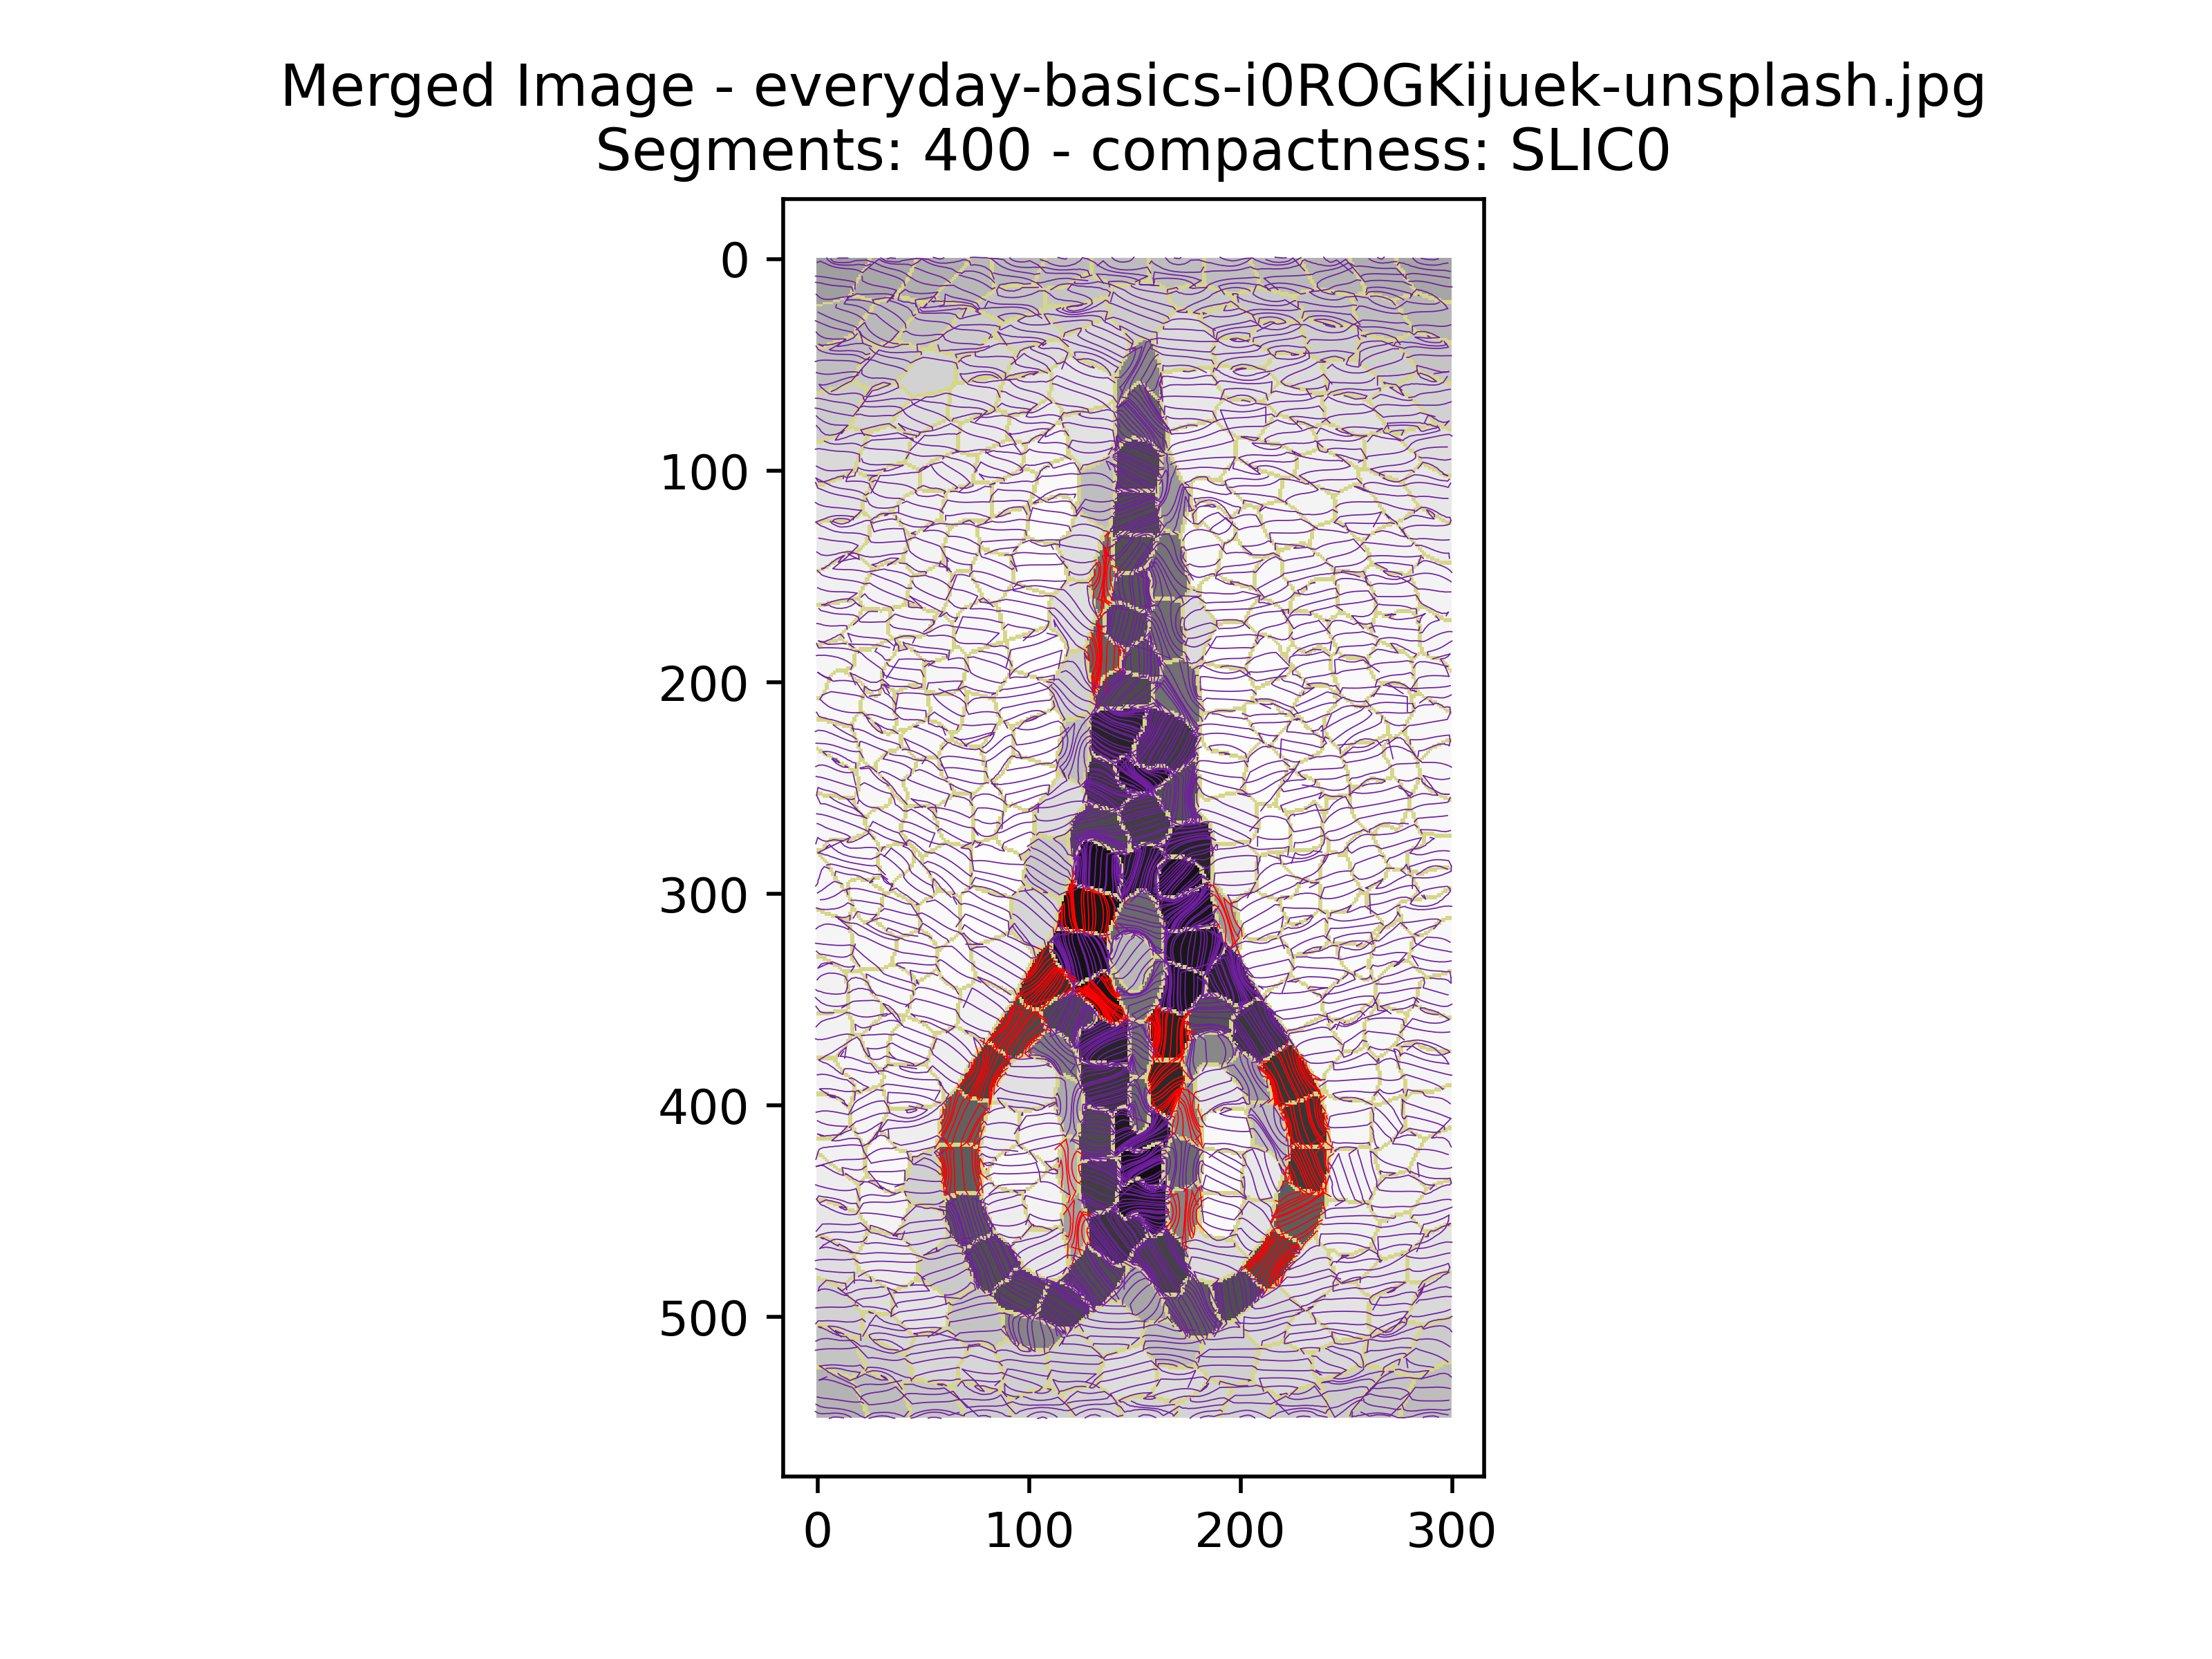 Merged Image - everyday-basics-i0ROGKijuek-unsplash.jpg
Segments: 400 - compactness: SLIC0
0
100
200
300
400
500
0 100 200 300